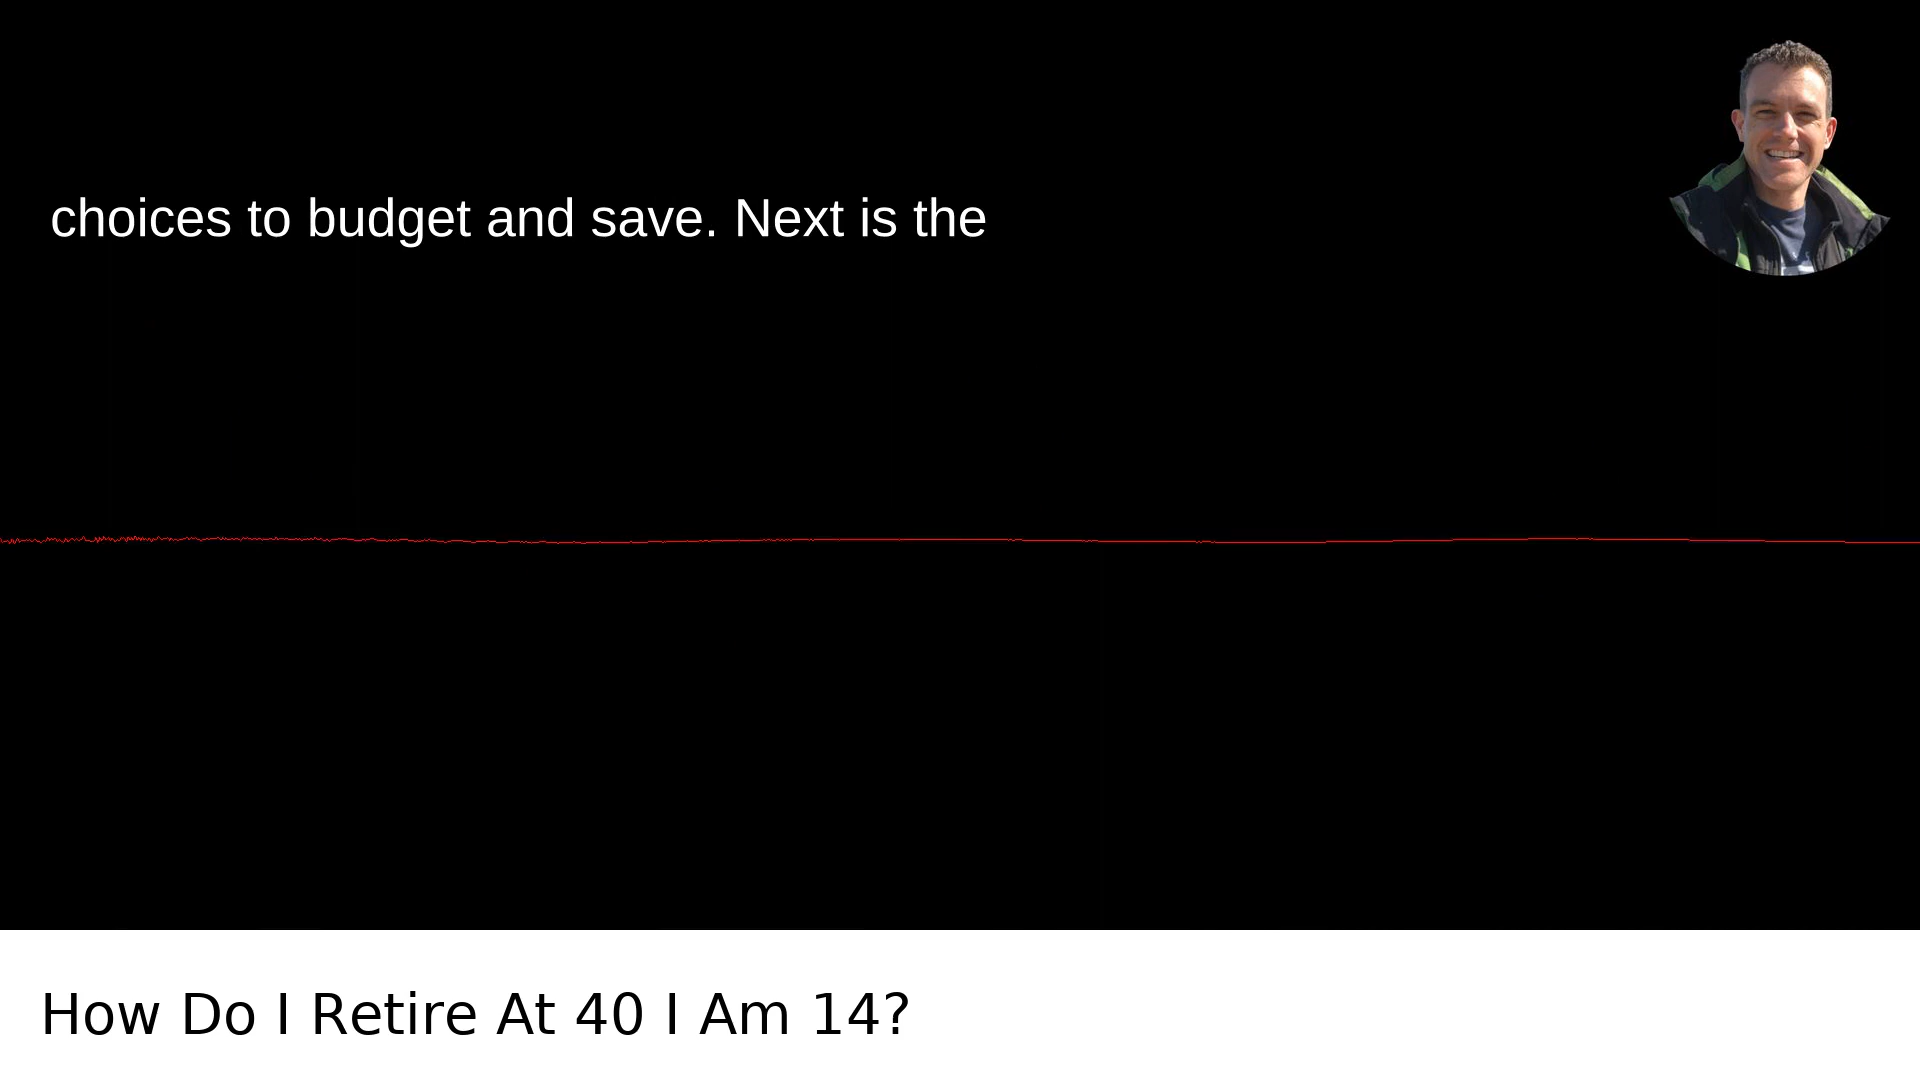 choices to budget and save. Next is the
How Do I Retire At 40 I Am 14?